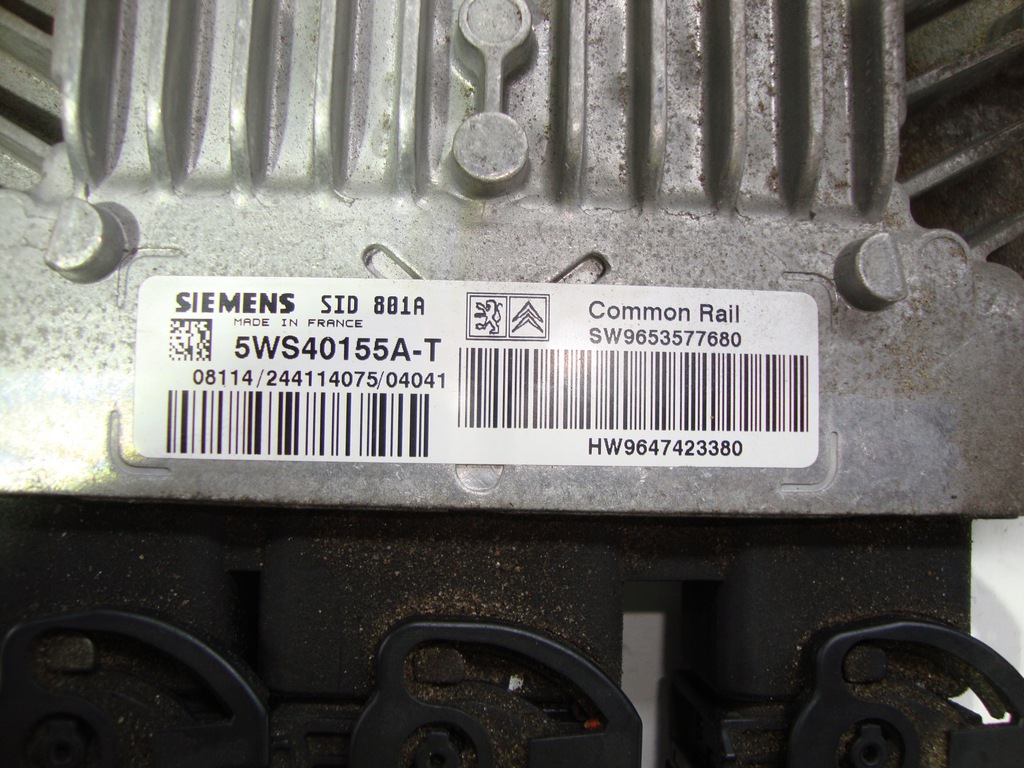 SIEMENS SID 801A
MADE IN FRANCE
5WS40155A-T
08114/244114075/04041
Common Rail
SW9653577680
HW9647423380